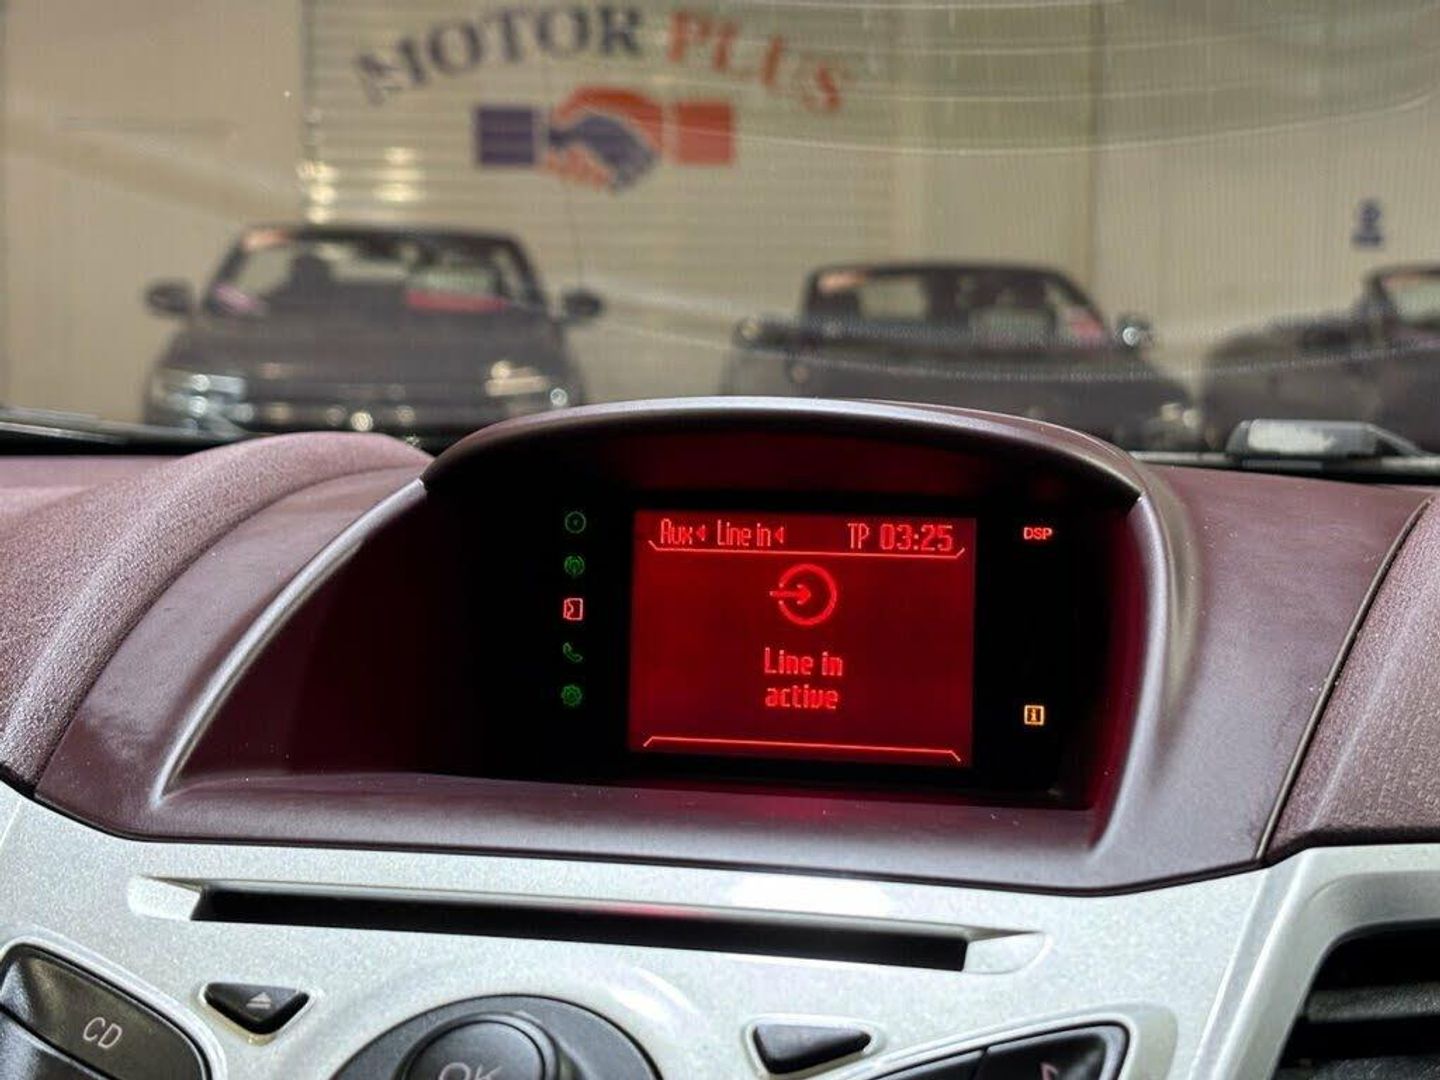 MOTOR PLUS
Aux Line in TP 03:25
DSP
Line in
active
CD
OK